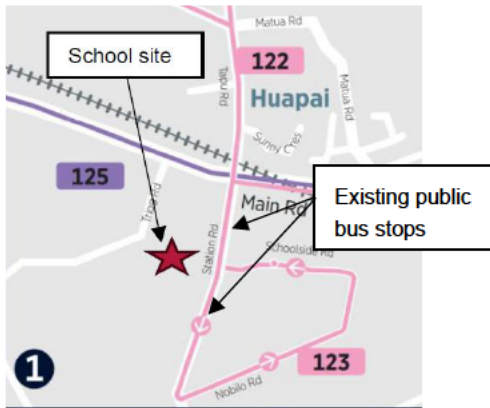 Matua Rd
School site
122
Tapu Rd
Huapai
Matua Rd
Sunny Cres
125
Trigg Rd
Main Rd
Existing public
bus stops
Station Rd
Schoolside Rd
1
123
Nobilo Rd